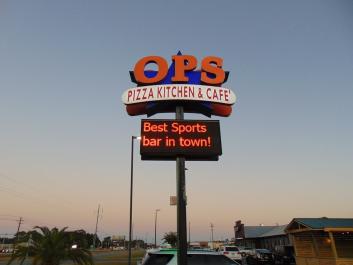 OPS
PIZZA KITCHEN & CAFE'
Best Sports
bar in town!